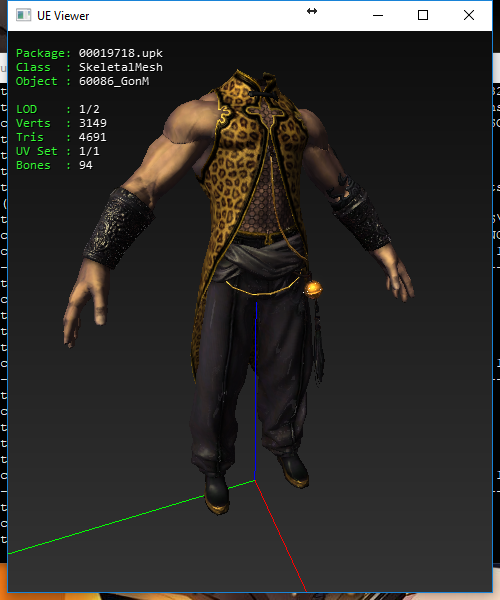 UE Viewer
Package: 00019718.upk
Class : SkeletalMesh
Object : 60086_GonM
LOD : 1/2
Verts : 3149
Tris : 4691
UV Set : 1/1
Bones : 94